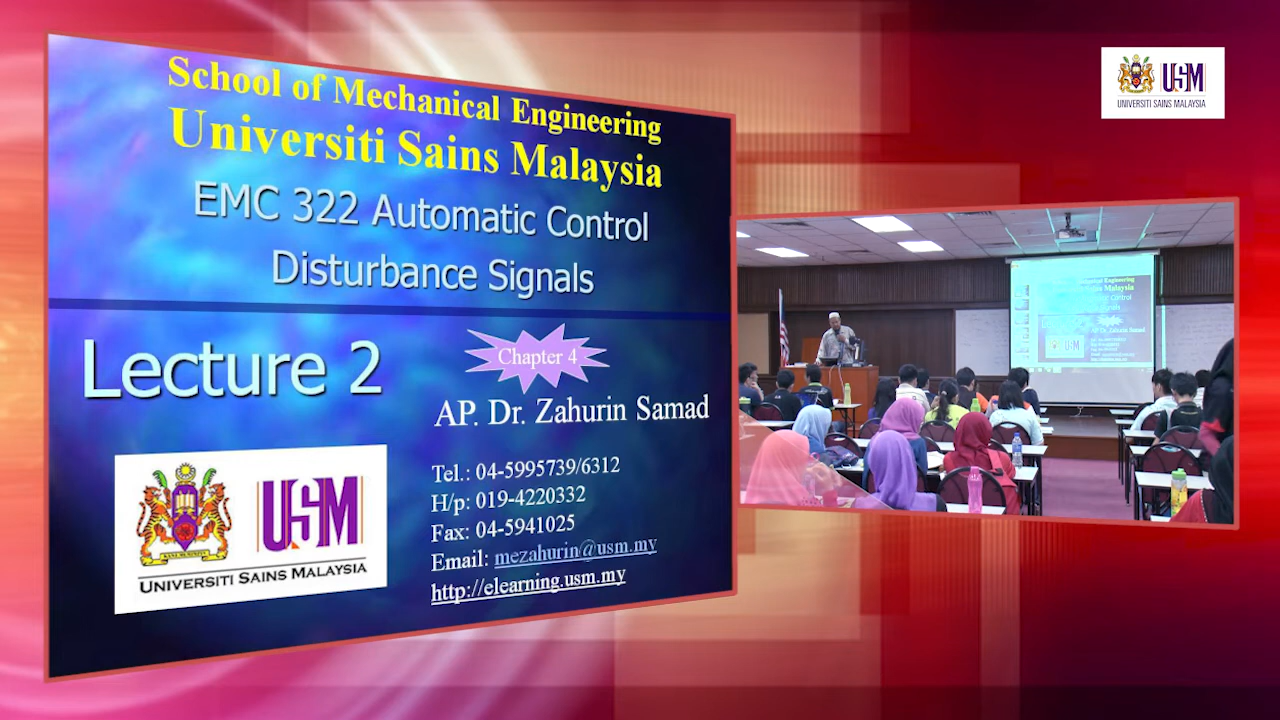 School of Mechanical Engineering
Universiti Sains Malaysia
EMC 322 Automatic Control
Disturbance Signals
Lecture 2
Chapter 4
AP. Dr. Zahurin Samad
Tel.: 04-5995739/6312
H/p: 019-4220332
Fax: 04-5941025
Email: mezahurin@usm.my
http://elearning.usm.my
USM
UNIVERSITI SAINS MALAYSIA
USM
UNIVERSITI SAINS MALAYSIA